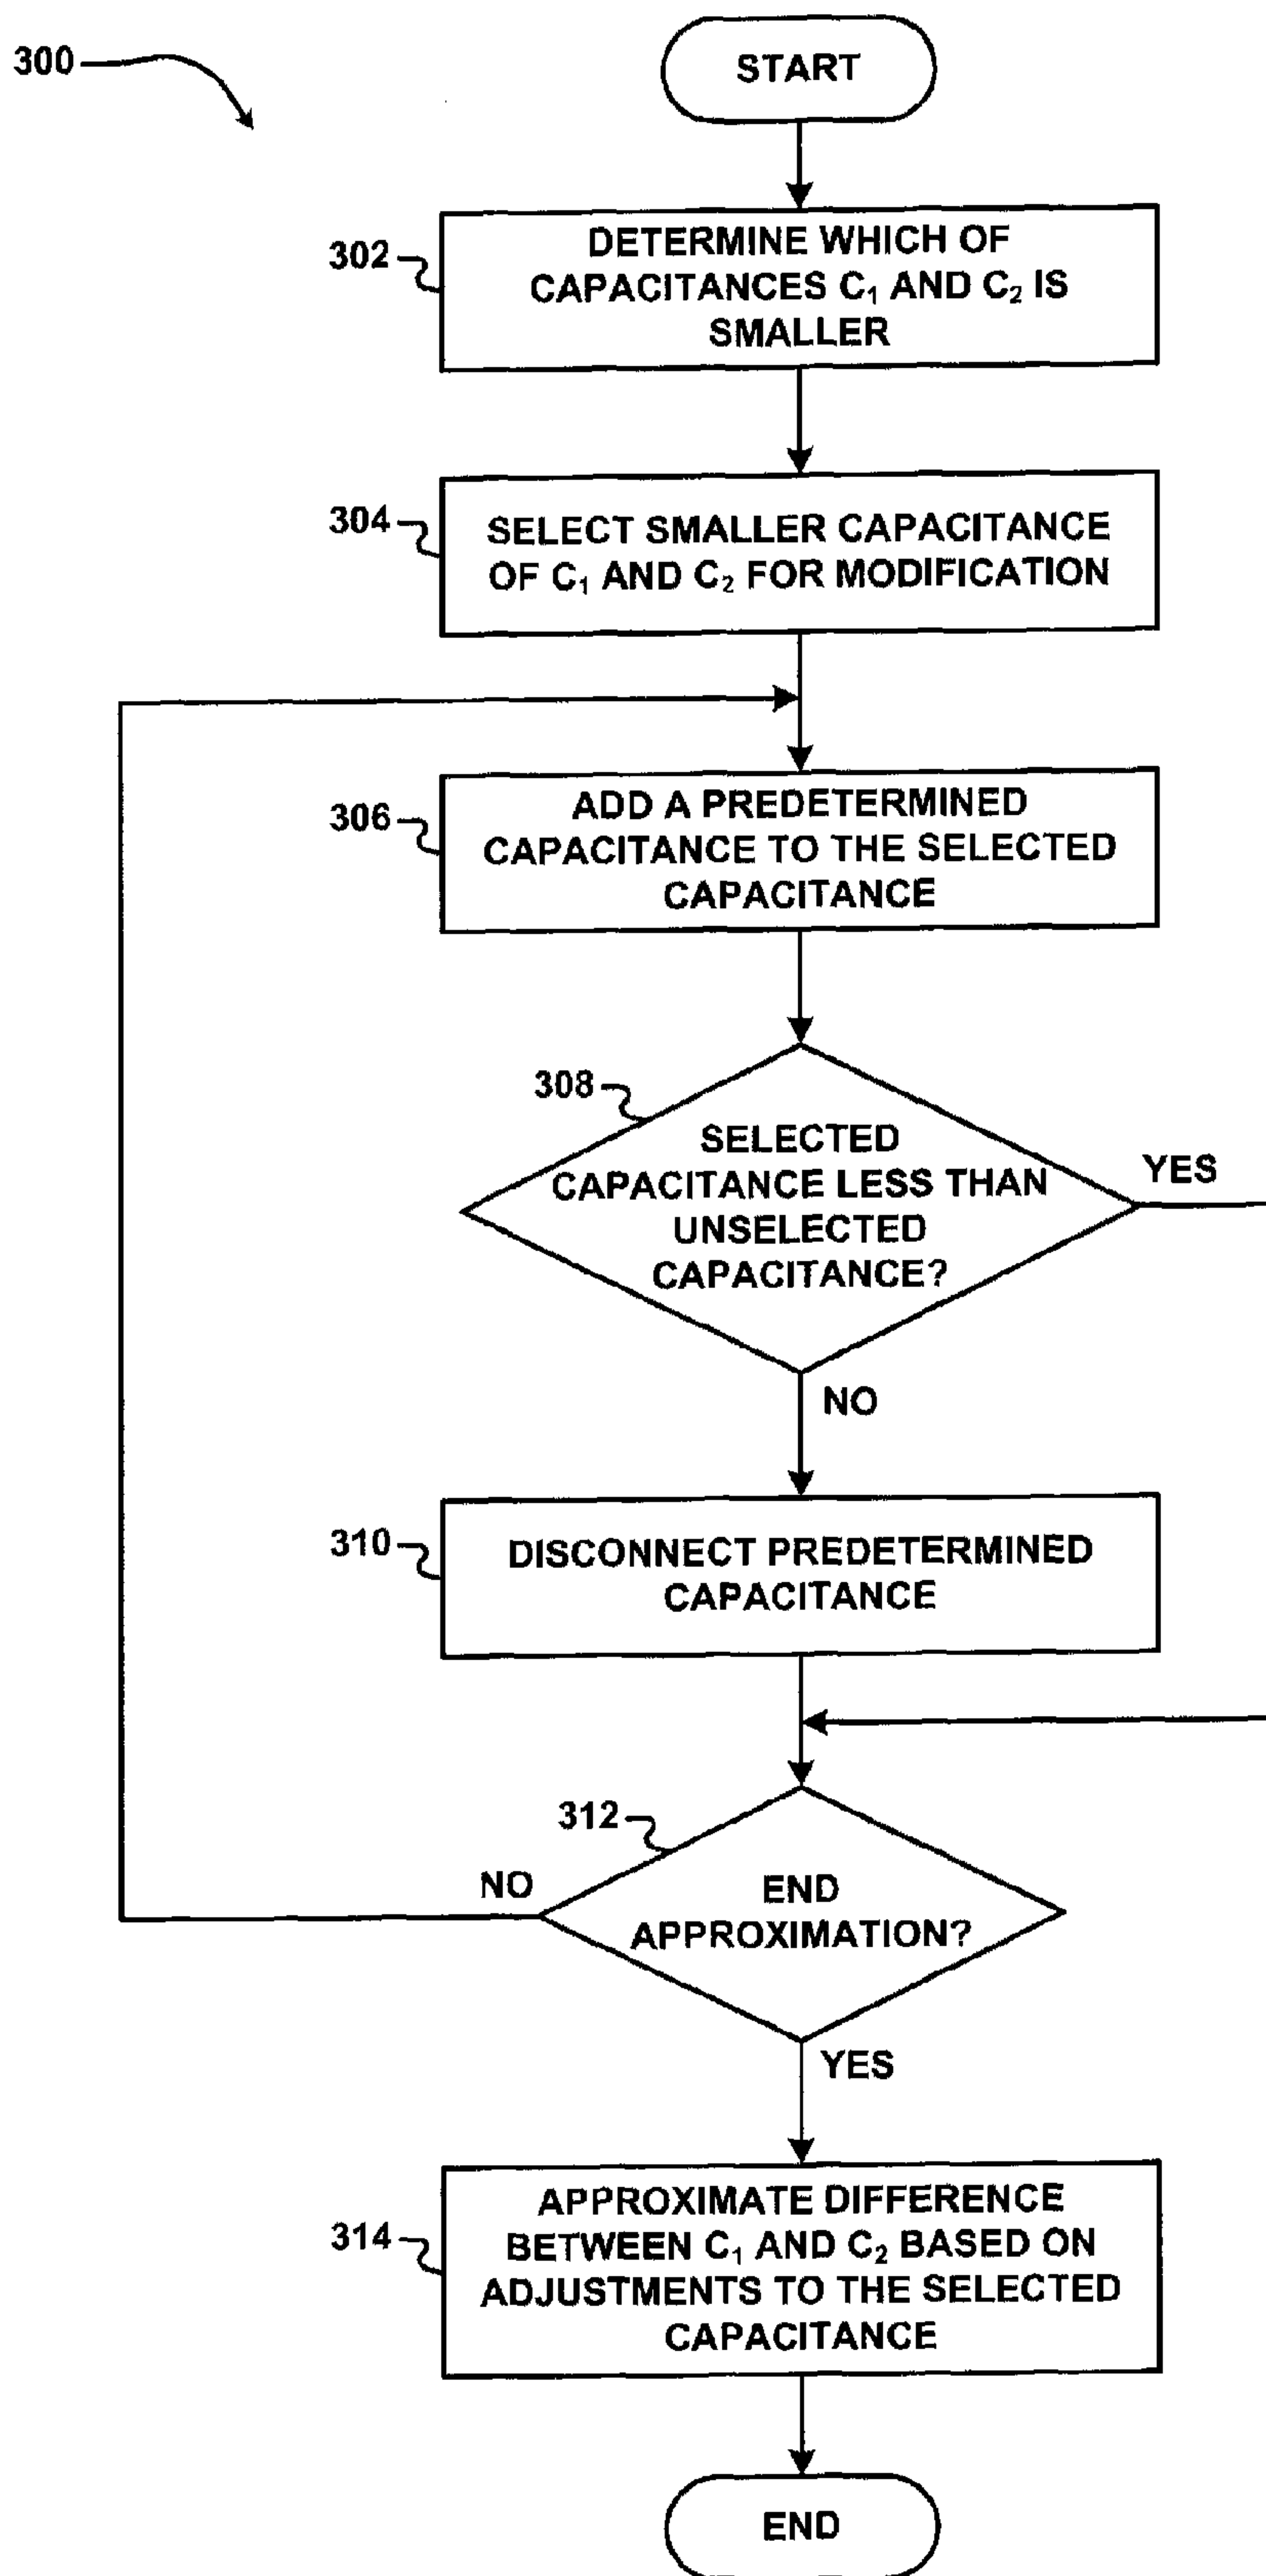 300
START
302
DETERMINE WHICH OF
CAPACITANCES C₁ AND C₂ IS
SMALLER
304
SELECT SMALLER CAPACITANCE
OF C₁ AND C₂ FOR MODIFICATION
306
ADD A PREDETERMINED
CAPACITANCE TO THE SELECTED
CAPACITANCE
308
SELECTED
CAPACITANCE LESS THAN
UNSELECTED
CAPACITANCE?
YES
NO
310
DISCONNECT PREDETERMINED
CAPACITANCE
312
END
APPROXIMATION?
NO
YES
314
APPROXIMATE DIFFERENCE
BETWEEN C₁ AND C₂ BASED ON
ADJUSTMENTS TO THE SELECTED
CAPACITANCE
END